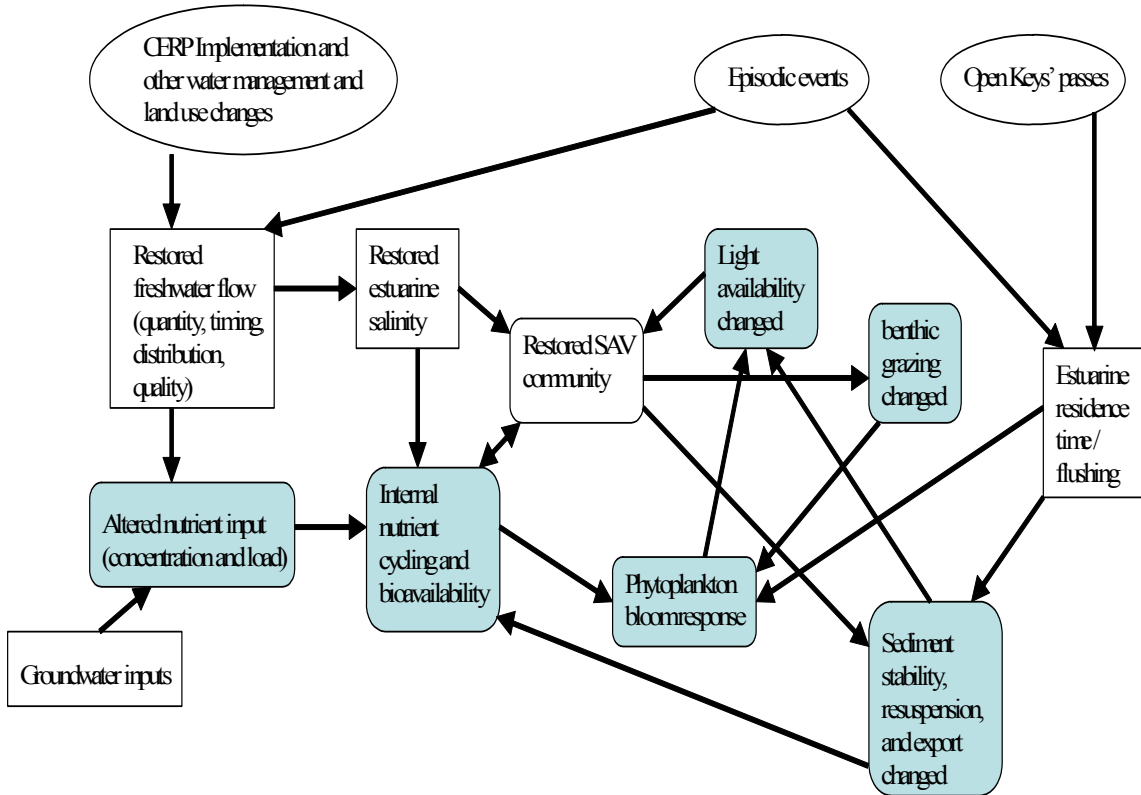 CERP Implementation and
other water management and
land use changes
Episodic events
Open Keys' passes
Restored
freshwater flow
(quantity, timing,
distribution,
quality)
Restored
estuarine
salinity
Light
availability
changed
Restored SAV
community
benthic
grazing
changed
Estuarine
residence
time /
flushing
Altered nutrient input
(concentration and load)
Internal
nutrient
cycling and
bioavailability
Phytoplankton
bloom response
Sediment
stability,
resuspension,
and export
changed
Groundwater inputs